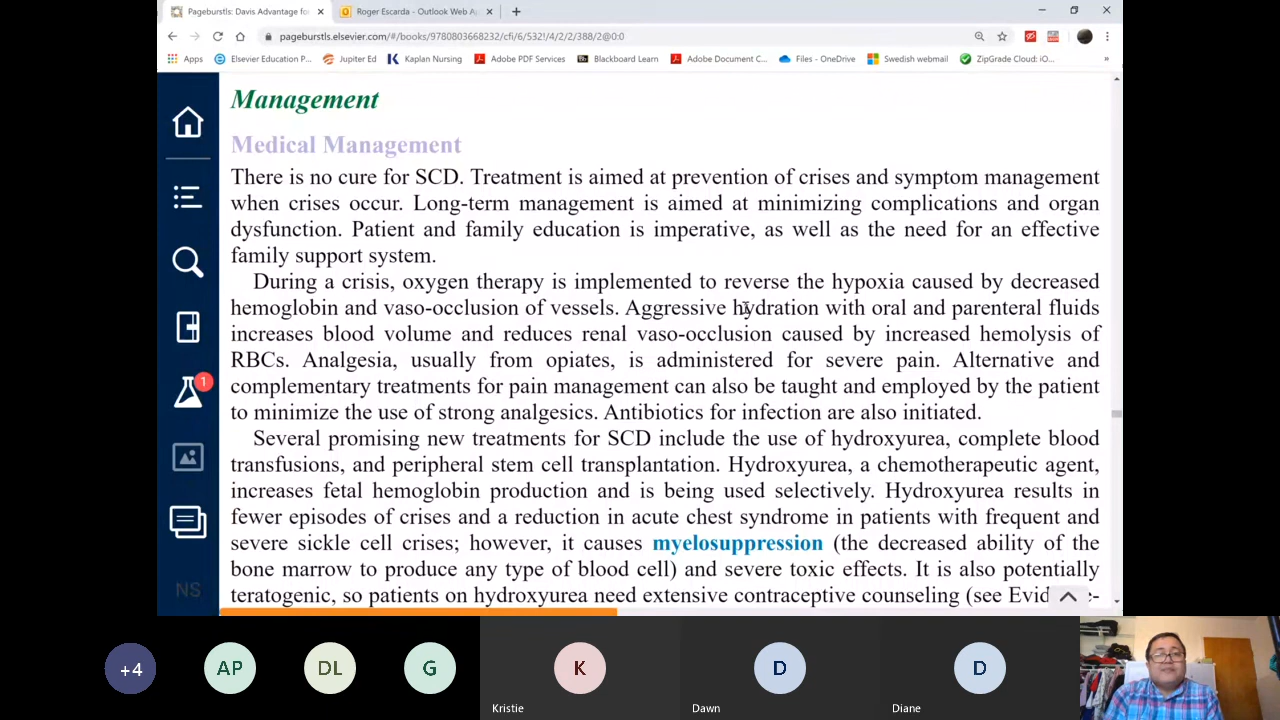 Pageburstls: Davis Advantage for
Roger Escarda - Outlook Web Ap
pageburstls.elsevier.com/#/books/9780803668232/cfi/6/532!/4/2/2/388/2@0:0
Apps
Elsevier Education P...
Jupiter Ed
Kaplan Nursing
Adobe PDF Services
Blackboard Learn
Adobe Document C...
Files - OneDrive
Swedish webmail
ZipGrade Cloud: iO...
»
Management
Medical Management
There is no cure for SCD. Treatment is aimed at prevention of crises and symptom management
when crises occur. Long-term management is aimed at minimizing complications and organ
dysfunction. Patient and family education is imperative, as well as the need for an effective
family support system.
During a crisis, oxygen therapy is implemented to reverse the hypoxia caused by decreased
hemoglobin and vaso-occlusion of vessels. Aggressive hydration with oral and parenteral fluids
increases blood volume and reduces renal vaso-occlusion caused by increased hemolysis of
RBCs. Analgesia, usually from opiates, is administered for severe pain. Alternative and
complementary treatments for pain management can also be taught and employed by the patient
to minimize the use of strong analgesics. Antibiotics for infection are also initiated.
Several promising new treatments for SCD include the use of hydroxyurea, complete blood
transfusions, and peripheral stem cell transplantation. Hydroxyurea, a chemotherapeutic agent,
increases fetal hemoglobin production and is being used selectively. Hydroxyurea results in
fewer episodes of crises and a reduction in acute chest syndrome in patients with frequent and
severe sickle cell crises; however, it causes myelosuppression (the decreased ability of the
bone marrow to produce any type of blood cell) and severe toxic effects. It is also potentially
teratogenic, so patients on hydroxyurea need extensive contraceptive counseling (see Evid e-
1
NS
+4
AP
DL
G
K
D
D
Kristie
Dawn
Diane